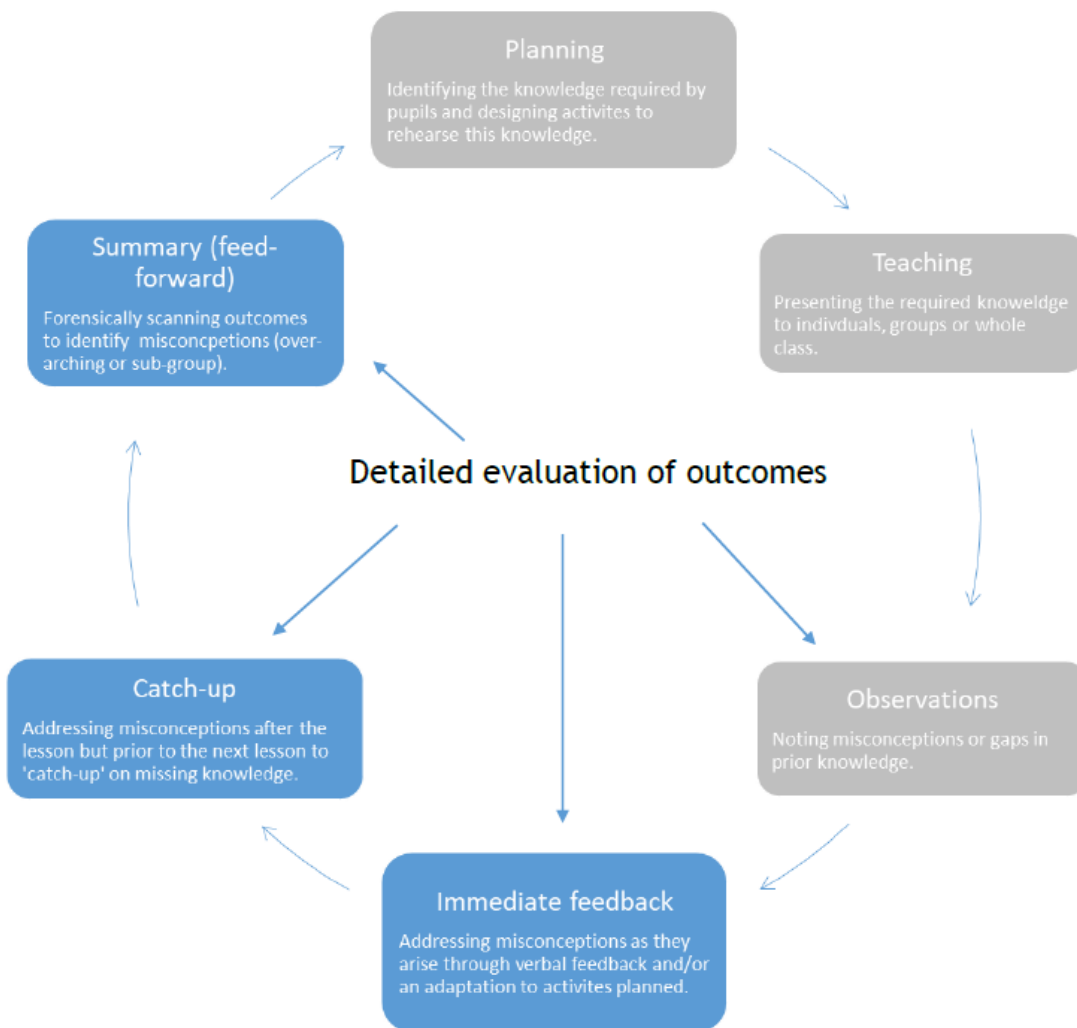 Planning
Identifying the knowledge required by
pupils and designing activites to
rehearse this knowledge.
Teaching
Presenting the required knoweldge
to indivduals, groups or whole
class.
Observations
Noting misconceptions or gaps in
prior knowledge.
Immediate feedback
Addressing misconceptions as they
arise through verbal feedback and/or
an adaptation to activites planned.
Catch-up
Addressing misconceptions after the
lesson but prior to the next lesson to
'catch-up' on missing knowledge.
Summary (feed-
forward)
Forensically scanning outcomes
to identify misconcpetions (over-
arching or sub-group).
Detailed evaluation of outcomes